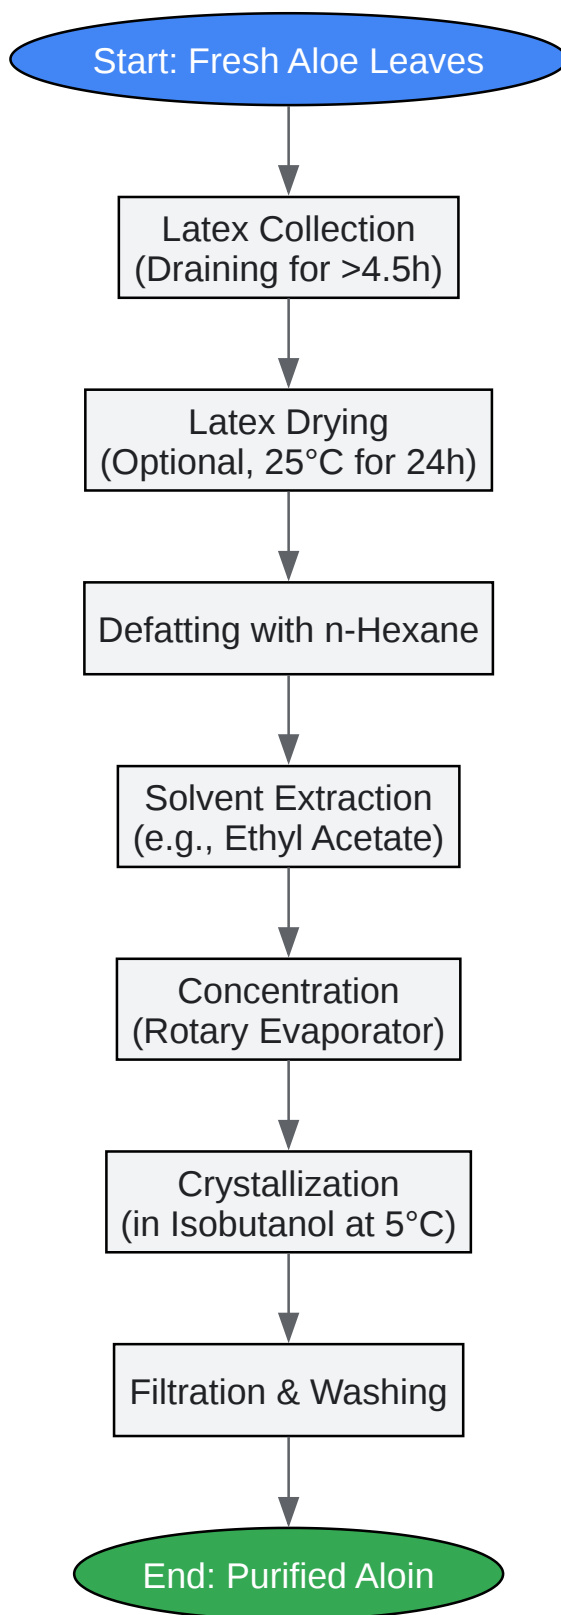 Start: Fresh Aloe Leaves
Latex Collection
(Draining for >4.5h)
Latex Drying
(Optional, 25°C for 24h)
Defatting with n-Hexane
Solvent Extraction
(e.g., Ethyl Acetate)
Concentration
(Rotary Evaporator)
Crystallization
(in Isobutanol at 5°C)
Filtration & Washing
End: Purified Aloin